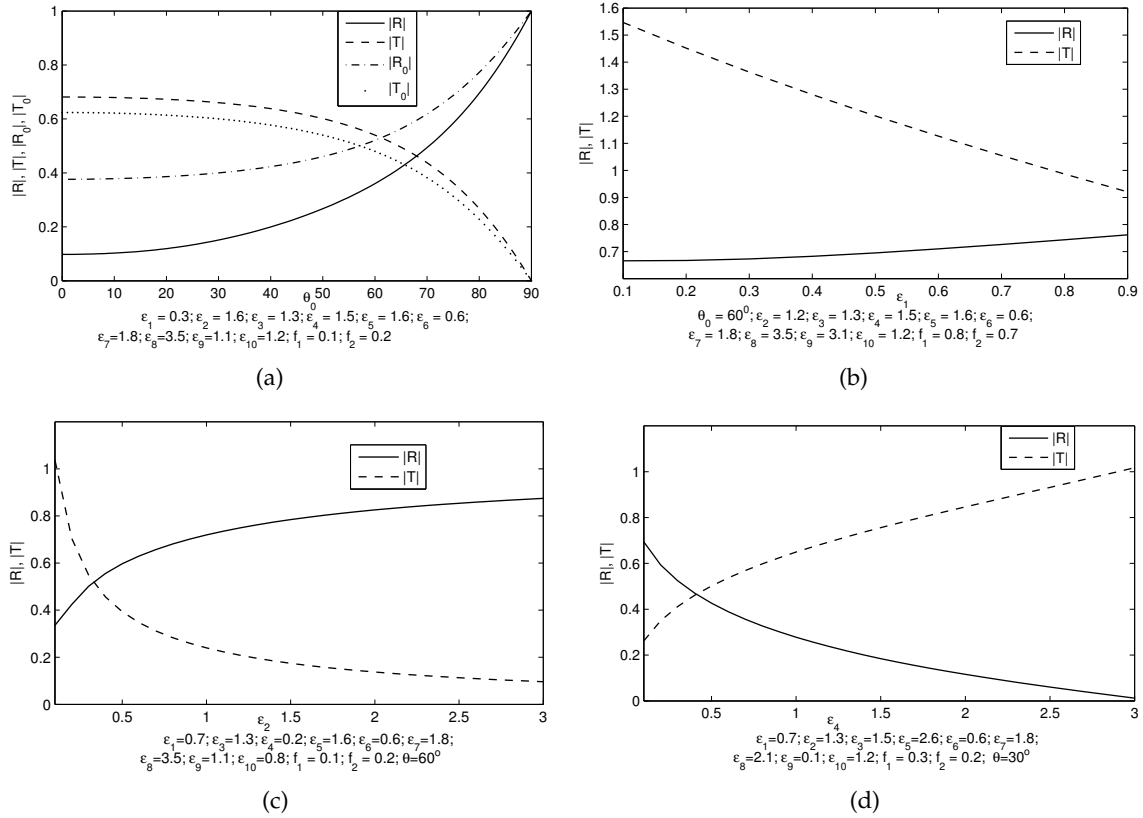 |R|
|T|
|R₀|
|T₀|
|R|, |T|, |R₀|, |T₀|
1
0.8
0.6
0.4
0.2
0
0 10 20 30 40 50 60 70 80 90
θ₀
ε₁ = 0.3; ε₂ = 1.6; ε₃ = 1.3; ε₄ = 1.5; ε₅ = 1.6; ε₆ = 0.6;
ε₇=1.8; ε₈=3.5; ε₉=1.1; ε₁₀=1.2; f₁ = 0.1; f₂ = 0.2
(a)
|R|
|T|
|R|, |T|
1.6
1.5
1.4
1.3
1.2
1.1
1
0.9
0.8
0.7
0.1 0.2 0.3 0.4 0.5 0.6 0.7 0.8 0.9
ε₁
θ₀ = 60⁰; ε₂ = 1.2; ε₃ = 1.3; ε₄ = 1.5; ε₅ = 1.6; ε₆ = 0.6;
ε₇ = 1.8; ε₈ = 3.5; ε₉ = 3.1; ε₁₀ = 1.2; f₁ = 0.8; f₂ = 0.7
(b)
|R|
|T|
|R|, |T|
1
0.8
0.6
0.4
0.2
0
0.5 1 1.5 2 2.5 3
ε₂
ε₁=0.7; ε₃=1.3; ε₄=0.2; ε₅=1.6; ε₆=0.6; ε₇=1.8;
ε₈=3.5; ε₉=1.1; ε₁₀=0.8; f₁ = 0.1; f₂ = 0.2; θ=60°
(c)
|R|
|T|
|R|, |T|
1
0.8
0.6
0.4
0.2
0
0.5 1 1.5 2 2.5 3
ε₄
ε₁=0.7; ε₂=1.3; ε₃=1.5; ε₅=2.6; ε₆=0.6; ε₇=1.8;
ε₈=2.1; ε₉=0.1; ε₁₀=1.2; f₁ = 0.3; f₂ = 0.2; θ=30°
(d)